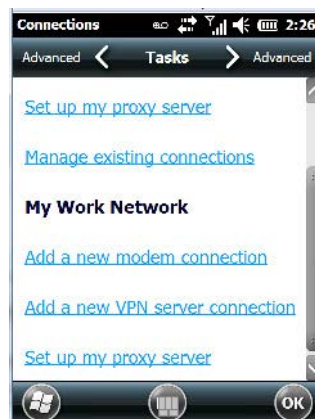 Connections 2:26
Advanced Tasks Advanced
Set up my proxy server
Manage existing connections
My Work Network
Add a new modem connection
Add a new VPN server connection
Set up my proxy server
OK